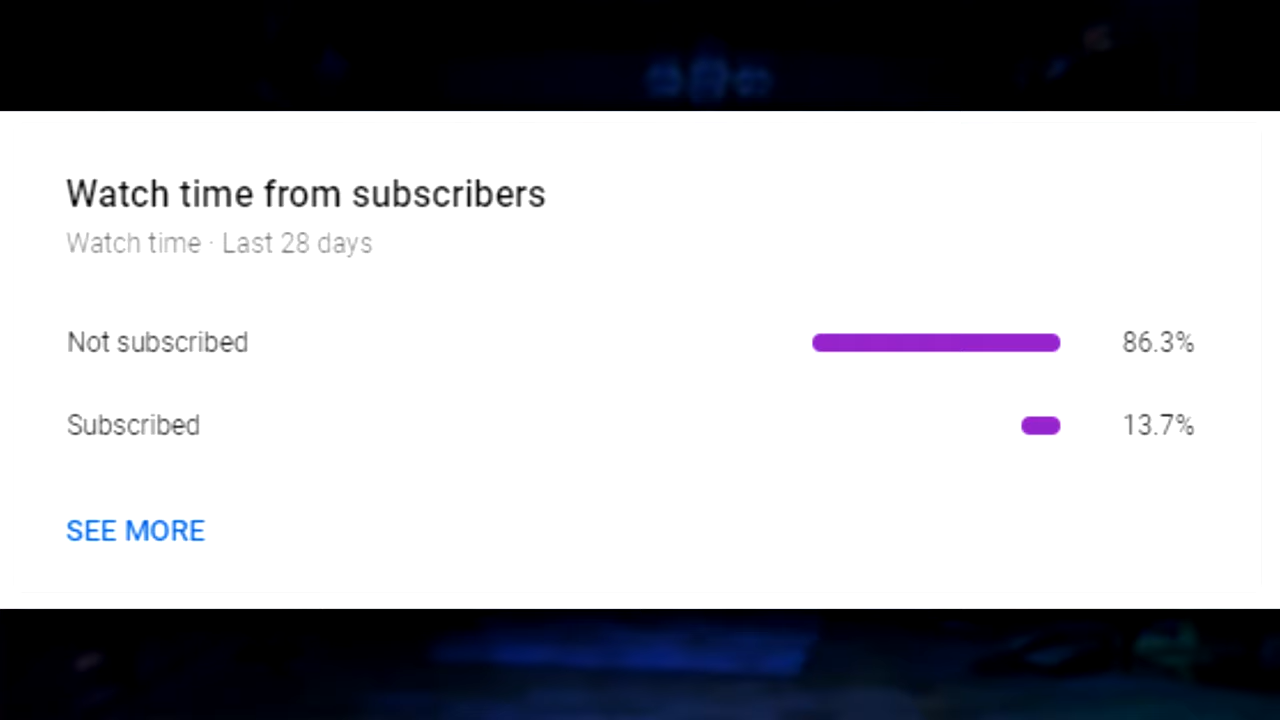 Watch time from subscribers
Watch time · Last 28 days
Not subscribed 86.3%
Subscribed 13.7%
SEE MORE